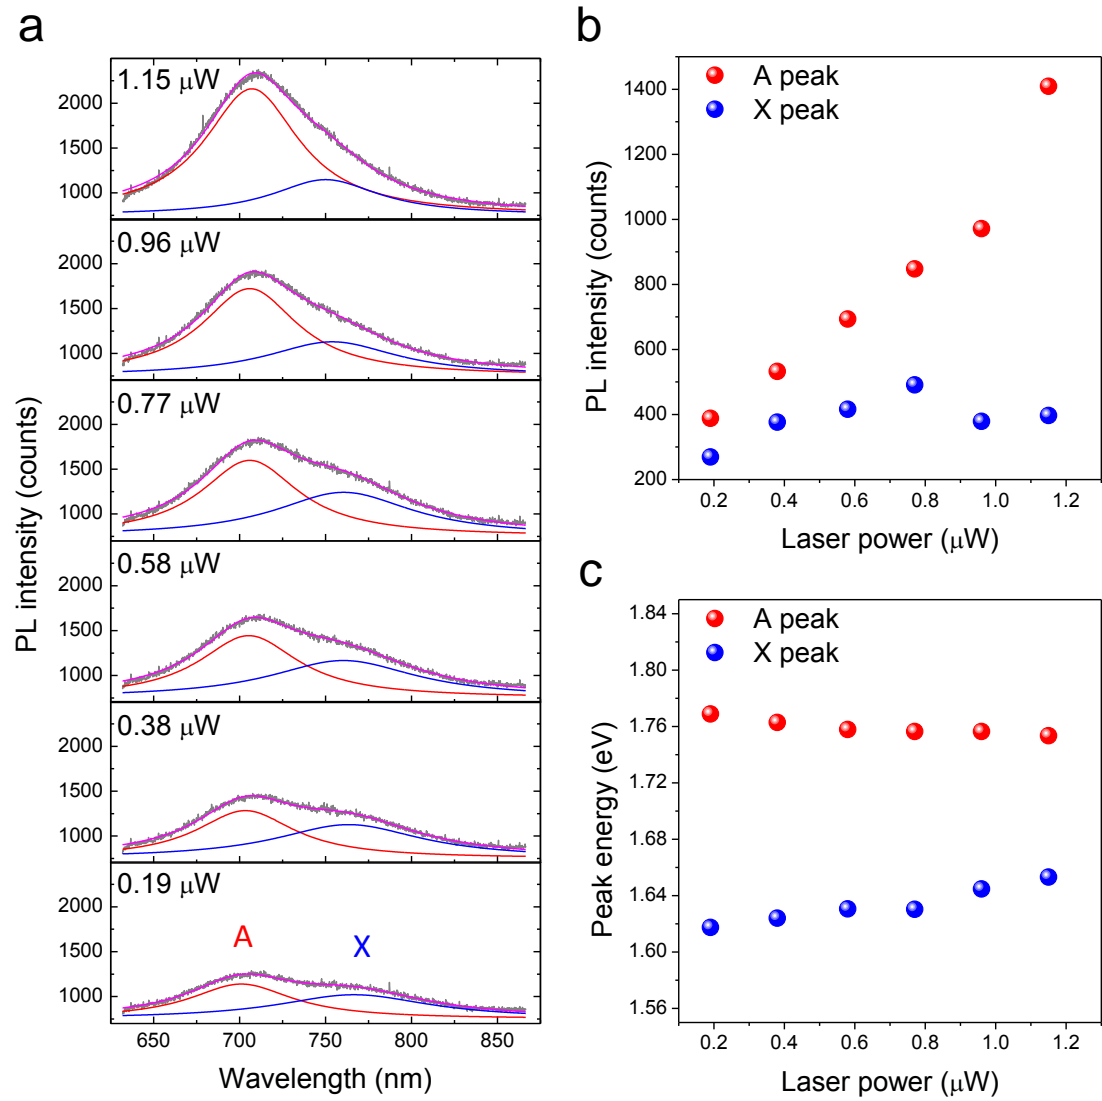 a
1.15 μW
2000
1500
1000
0.96 μW
2000
1500
1000
0.77 μW
2000
1500
1000
0.58 μW
2000
1500
1000
0.38 μW
2000
1500
1000
0.19 μW
A
X
2000
1500
1000
650 700 750 800 850
Wavelength (nm)
PL intensity (counts)
b
A peak
X peak
1400
1200
1000
800
600
400
200
0.2 0.4 0.6 0.8 1.0 1.2
Laser power (μW)
PL intensity (counts)
c
A peak
X peak
1.84
1.80
1.76
1.72
1.68
1.64
1.60
1.56
0.2 0.4 0.6 0.8 1.0 1.2
Laser power (μW)
Peak energy (eV)